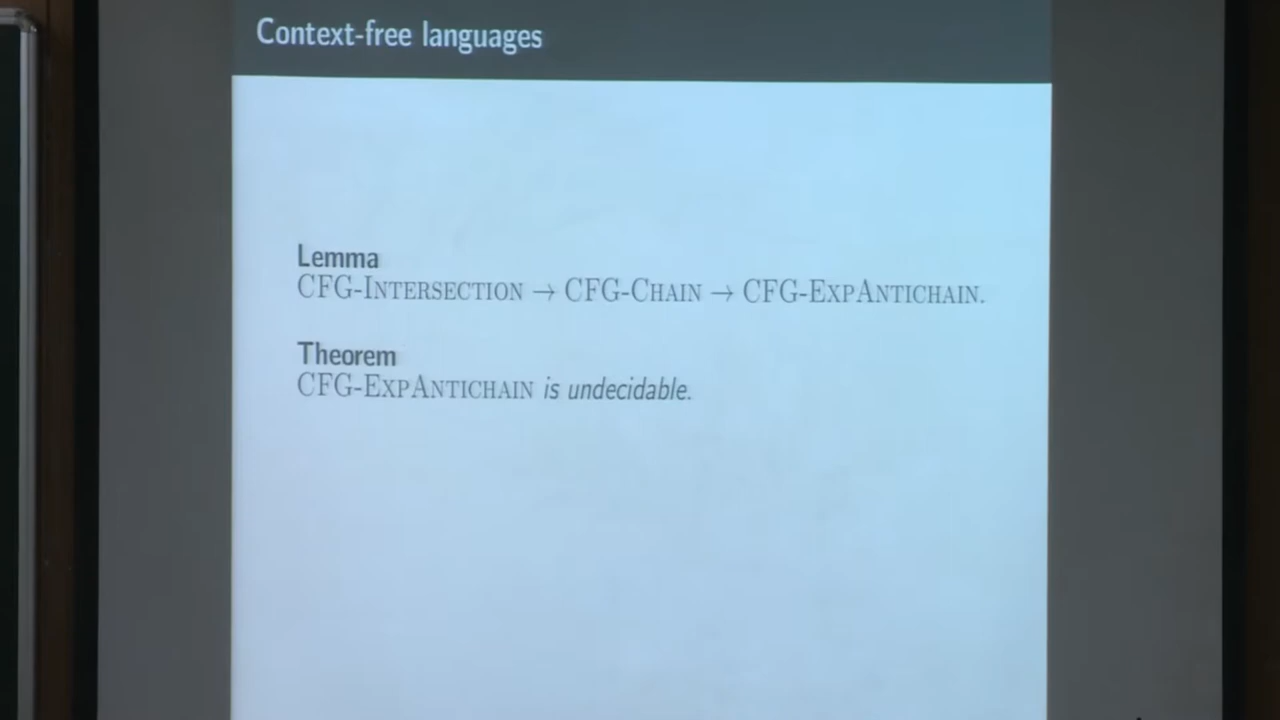 Context-free languages
Lemma
CFG-INTERSECTION → CFG-CHAIN → CFG-EXPANTICHAIN.
Theorem
CFG-EXPANTICHAIN is undecidable.